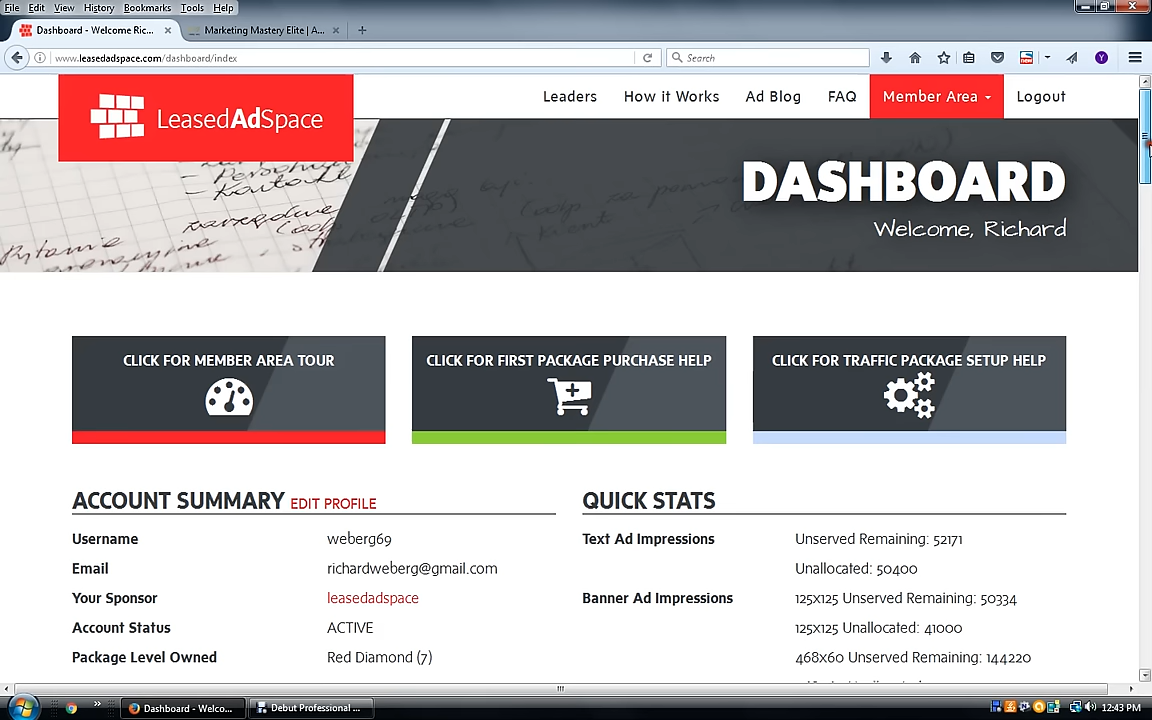 File Edit View History Bookmarks Tools Help
Dashboard - Welcome Ric...
Marketing Mastery Elite | A...
www.leasedadspace.com/dashboard/index
Search
LeasedAdSpace
Leaders
How it Works
Ad Blog
FAQ
Member Area
Logout
DASHBOARD
Welcome, Richard
CLICK FOR MEMBER AREA TOUR
CLICK FOR FIRST PACKAGE PURCHASE HELP
CLICK FOR TRAFFIC PACKAGE SETUP HELP
ACCOUNT SUMMARY EDIT PROFILE
Username weberg69
Email richardweberg@gmail.com
Your Sponsor leasedadspace
Account Status ACTIVE
Package Level Owned Red Diamond (7)
QUICK STATS
Text Ad Impressions Unserved Remaining: 52171
Unallocated: 50400
Banner Ad Impressions 125x125 Unserved Remaining: 50334
125x125 Unallocated: 41000
468x60 Unserved Remaining: 144220
Dashboard - Welco...
Debut Professional ...
12:43 PM